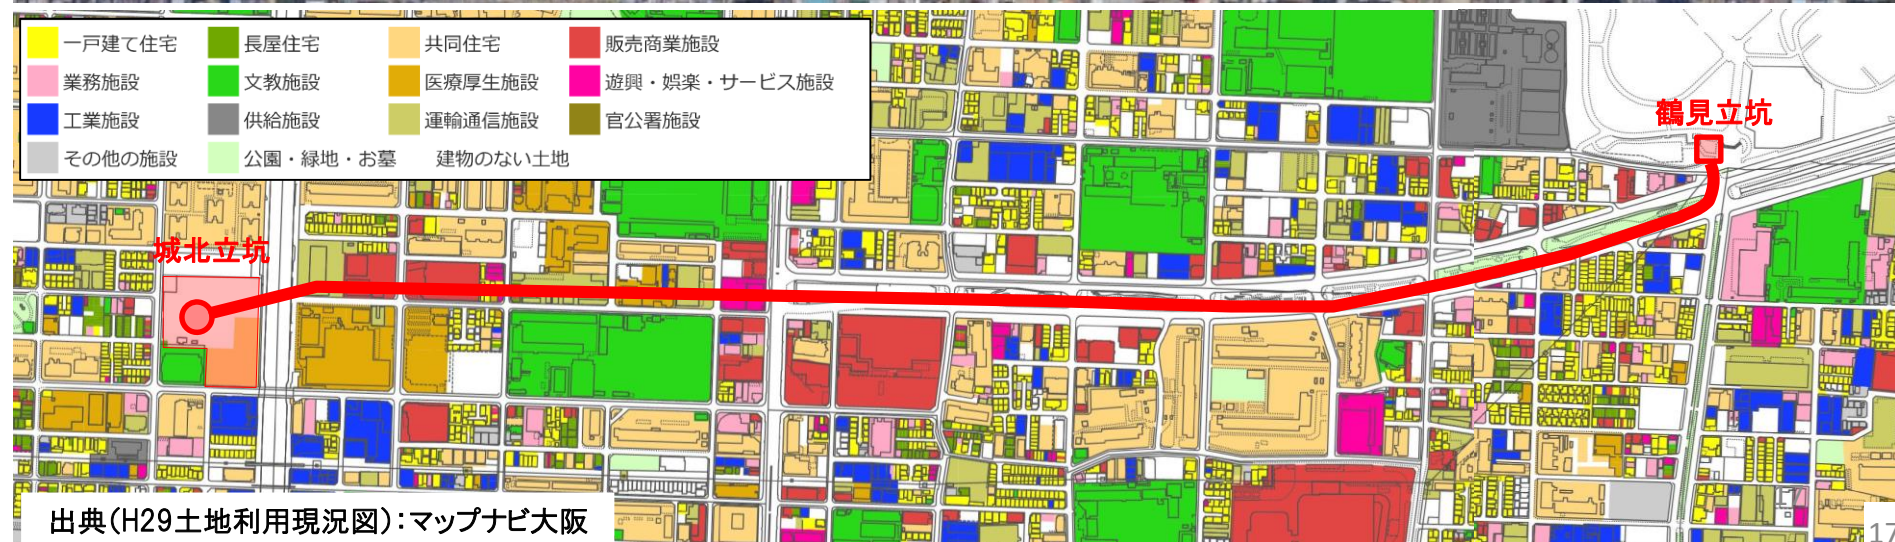 一戸建て住宅 長屋住宅 共同住宅 販売商業施設
業務施設 文教施設 医療厚生施設 遊興・娯楽・サービス施設
工業施設 供給施設 運輸通信施設 官公署施設
その他の施設 公園・緑地・お墓 建物のない土地
鶴見立坑
城北立坑
出典(H29土地利用現況図):マップナビ大阪
17